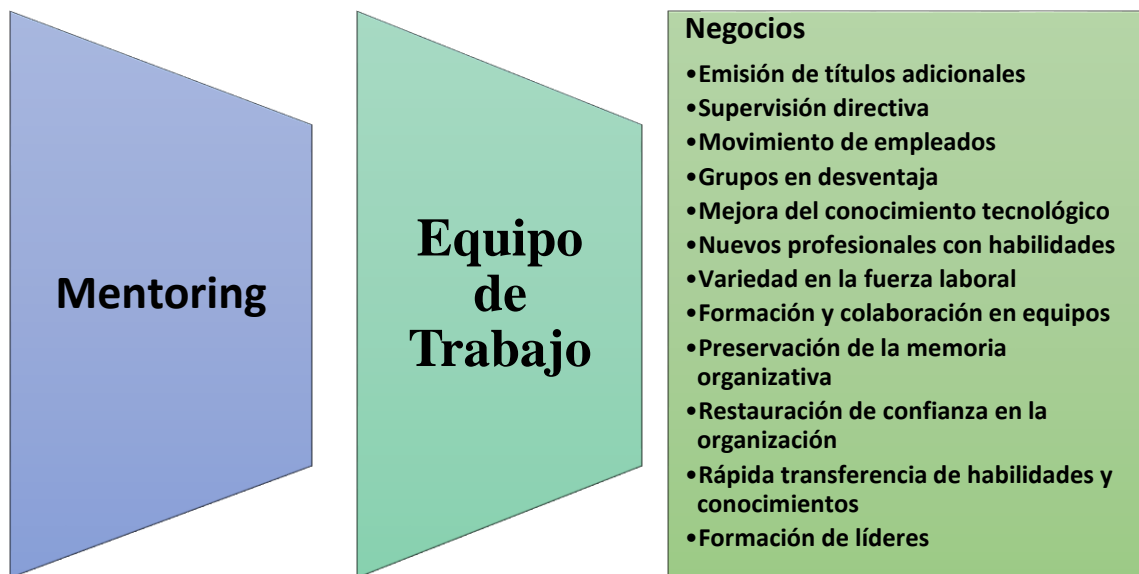 Mentoring
Equipo
de
Trabajo
Negocios
•Emisión de títulos adicionales
•Supervisión directiva
•Movimiento de empleados
•Grupos en desventaja
•Mejora del conocimiento tecnológico
•Nuevos profesionales con habilidades
•Variedad en la fuerza laboral
•Formación y colaboración en equipos
•Preservación de la memoria
organizativa
•Restauración de confianza en la
organización
•Rápida transferencia de habilidades y
conocimientos
•Formación de líderes